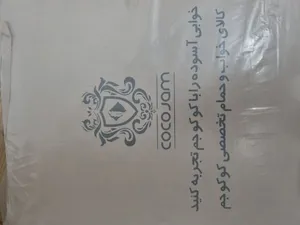 COCOJAM
خوابی آسوده را با کوکوجم تجربه کنید
کالای خواب و حمام تخصصی کوکوجم